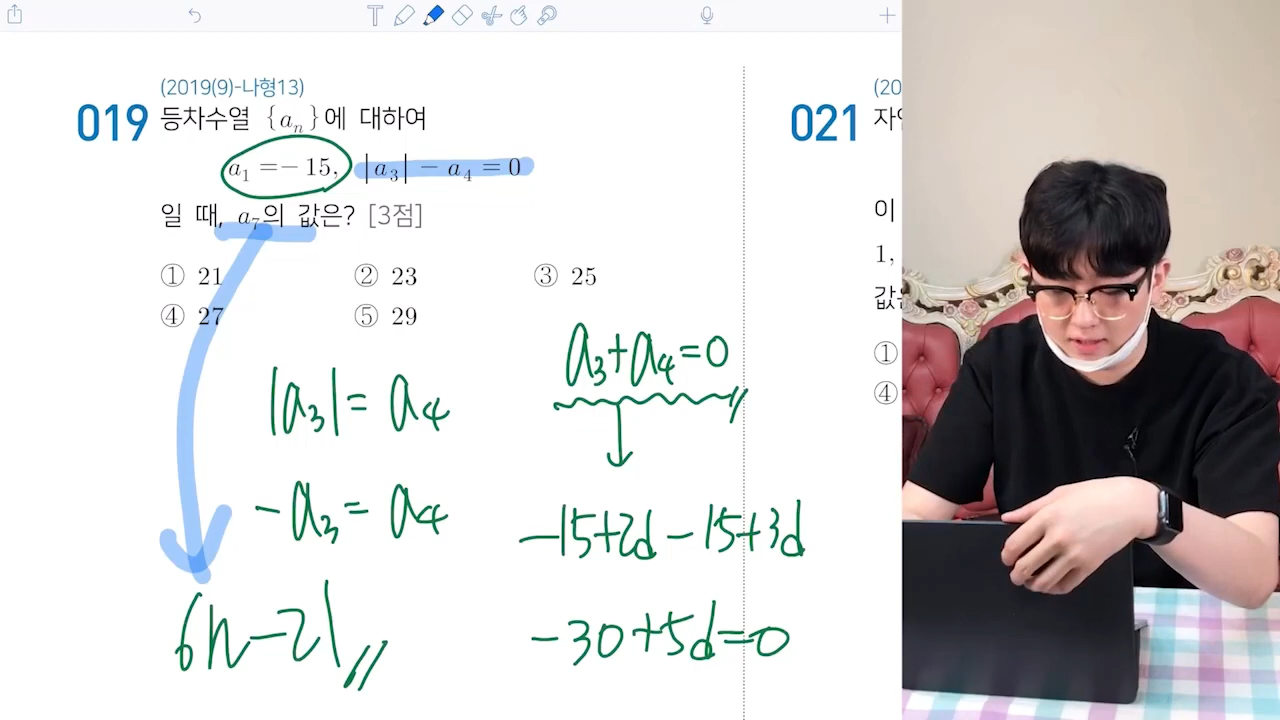 (2019(9)-나형13)
019 등차수열 {aₙ}에 대하여
a₁ =− 15, |a₃| − a₄ = 0
일 때, a₇의 값은? [3점]
① 21 ② 23 ③ 25
④ 27 ⑤ 29
|a₃| = a₄
-a₃ = a₄
6n-21
a₃+a₄=0
-15+2d-15+3d
-30+5d=0
(20
021
이
1,
①
④